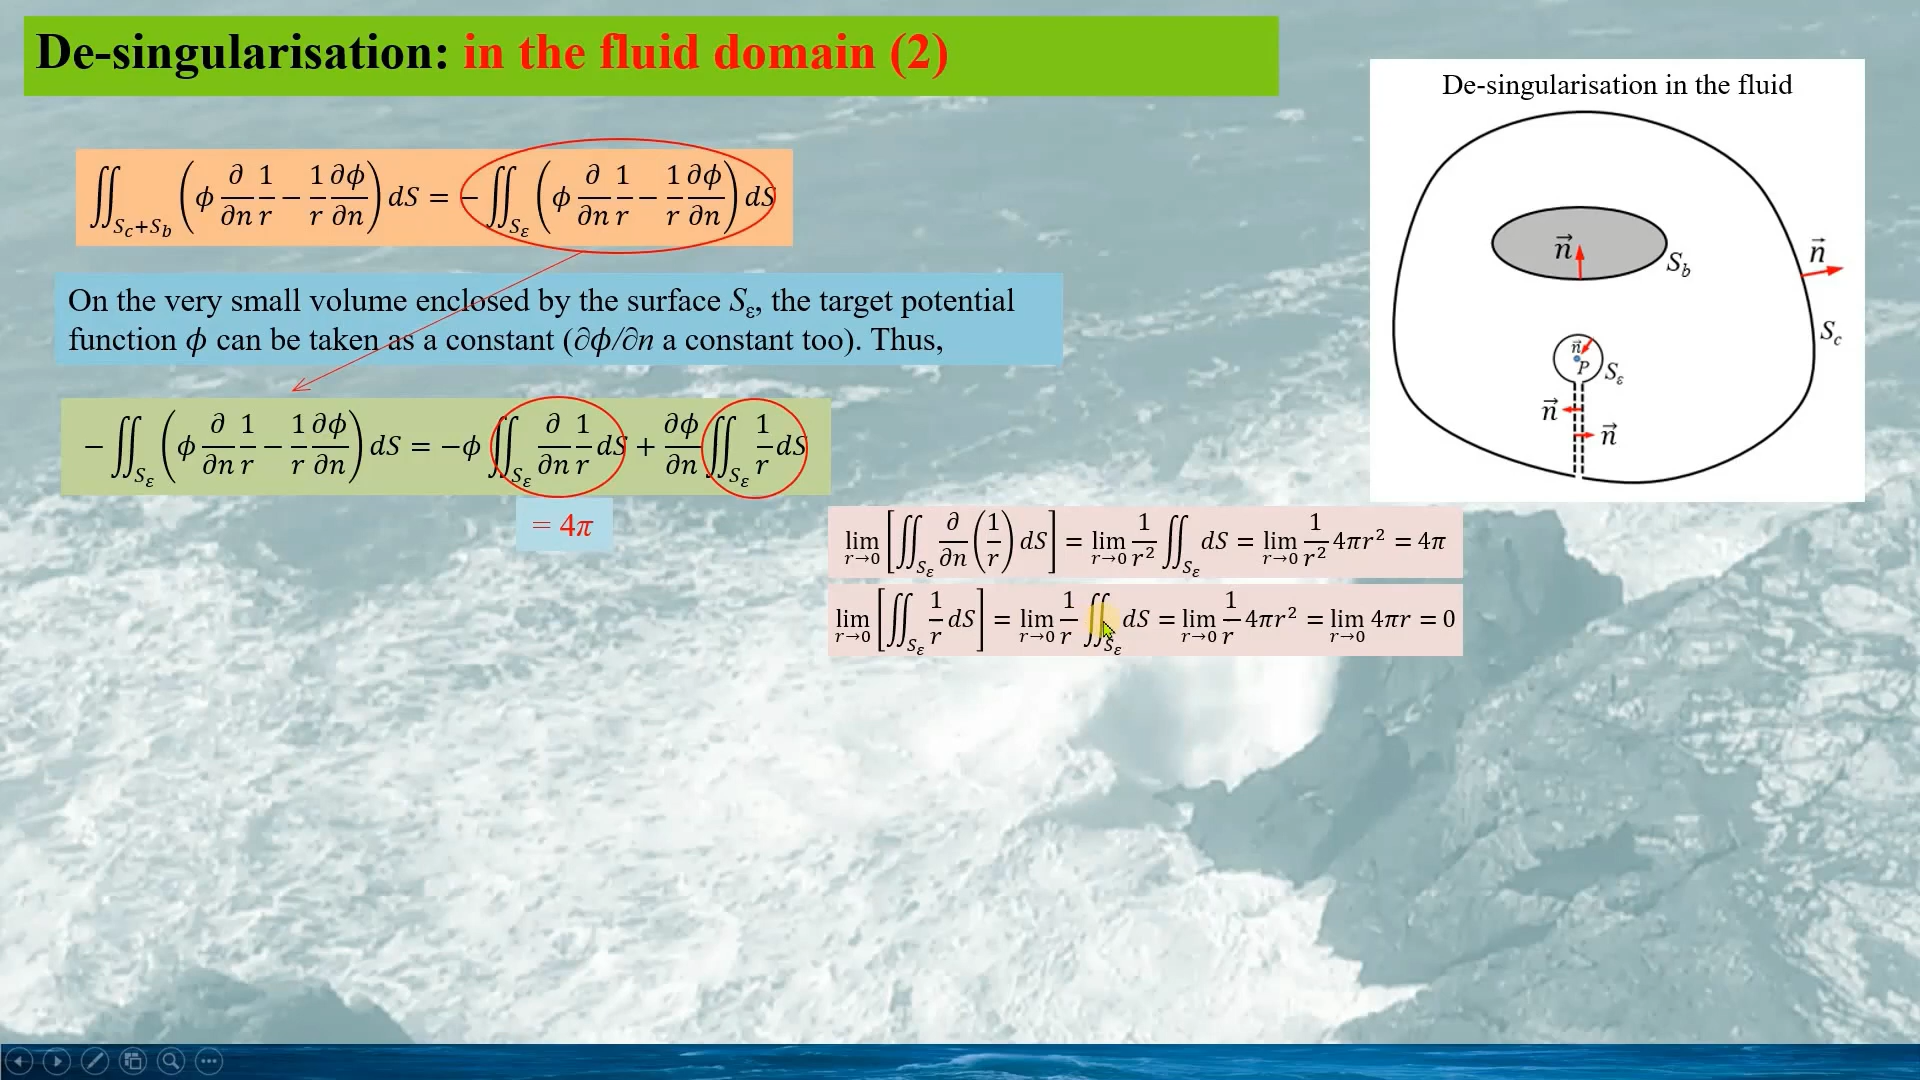 De-singularisation: in the fluid domain (2)
∬_{S_c+S_b} (ϕ ∂/∂n 1/r − 1/r ∂ϕ/∂n) dS = − ∬_{S_ε} (ϕ ∂/∂n 1/r − 1/r ∂ϕ/∂n) dS
On the very small volume enclosed by the surface S_ε, the target potential
function ϕ can be taken as a constant (∂ϕ/∂n a constant too). Thus,
− ∬_{S_ε} (ϕ ∂/∂n 1/r − 1/r ∂ϕ/∂n) dS = −ϕ ∬_{S_ε} ∂/∂n 1/r dS + ∂ϕ/∂n ∬_{S_ε} 1/r dS
= 4π
lim_{r→0} [∬_{S_ε} ∂/∂n (1/r) dS] = lim_{r→0} 1/r² ∬_{S_ε} dS = lim_{r→0} 1/r² 4πr² = 4π
lim_{r→0} [∬_{S_ε} 1/r dS] = lim_{r→0} 1/r ∬_{S_ε} dS = lim_{r→0} 1/r 4πr² = lim_{r→0} 4πr = 0
De-singularisation in the fluid
n⃗
S_b
n⃗
S_c
n⃗
P
S_ε
n⃗
n⃗